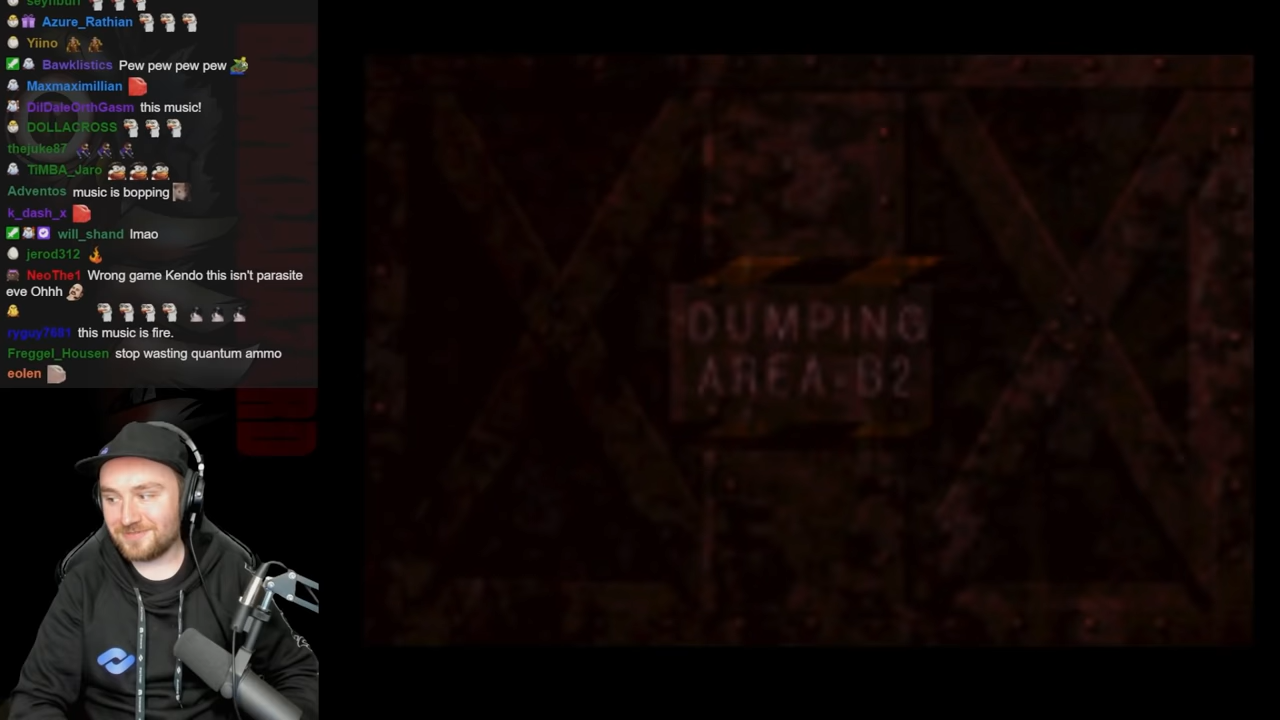 seynburr
Azure_Rathian
Yiino
Bawklistics Pew pew pew pew
Maxmaximillian
DilDaleOrthGasm this music!
DOLLACROSS
thejuke87
TiMBA_Jaro
Adventos music is bopping
k_dash_x
will_shand lmao
jerod312
NeoThe1 Wrong game Kendo this isn't parasite
eve Ohhh
ryguy7681 this music is fire.
Freggel_Housen stop wasting quantum ammo
eolen
DUMPING
AREA-B2